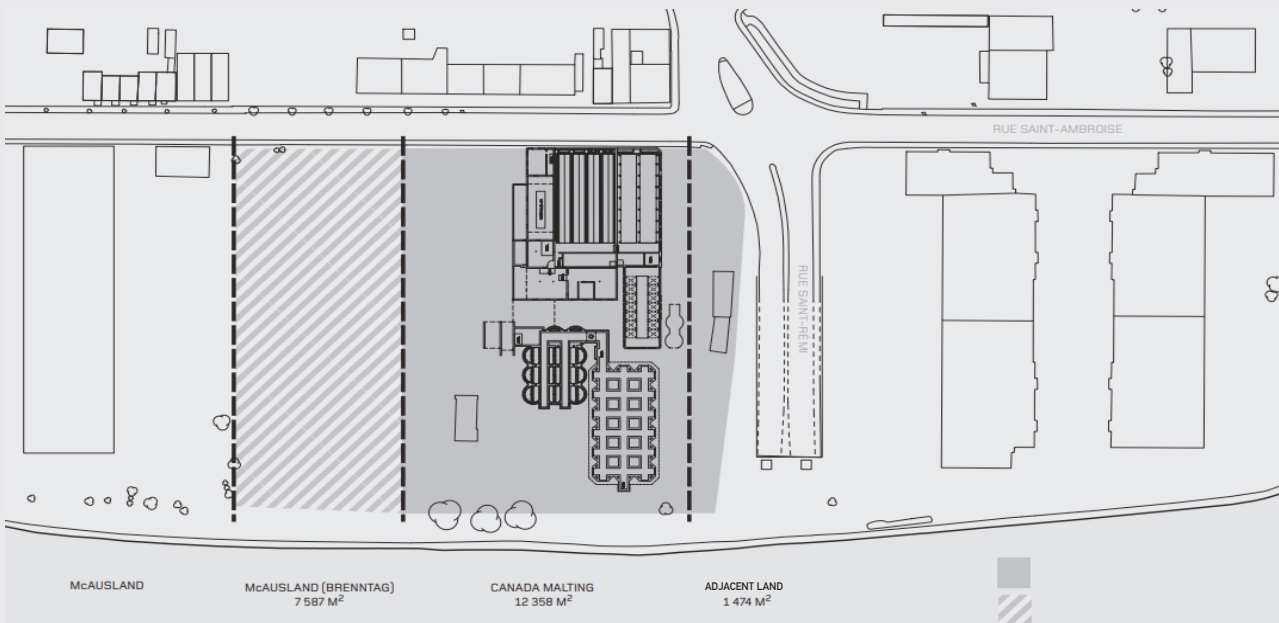 RUE SAINT-AMBROISE
RUE SAINT-RÉMI
McAUSLAND
McAUSLAND (BRENNTAG)
7 587 M²
CANADA MALTING
12 358 M²
ADJACENT LAND
1 474 M²